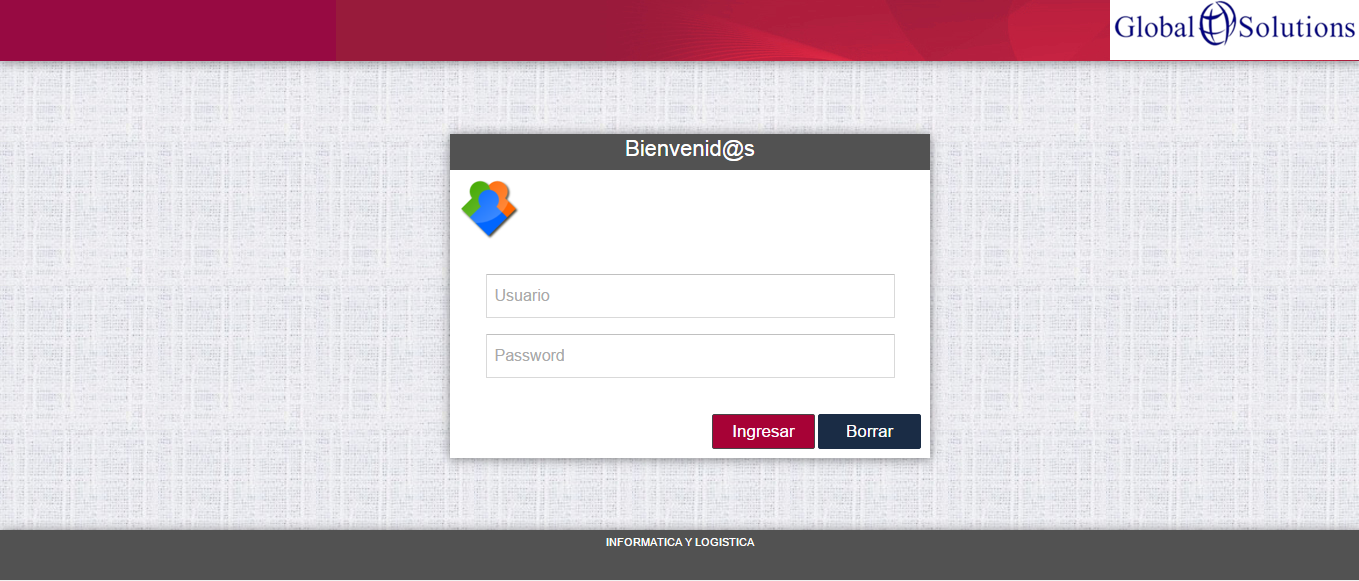 Global Solutions
Bienvenid@s
Usuario
Password
Ingresar
Borrar
INFORMATICA Y LOGISTICA